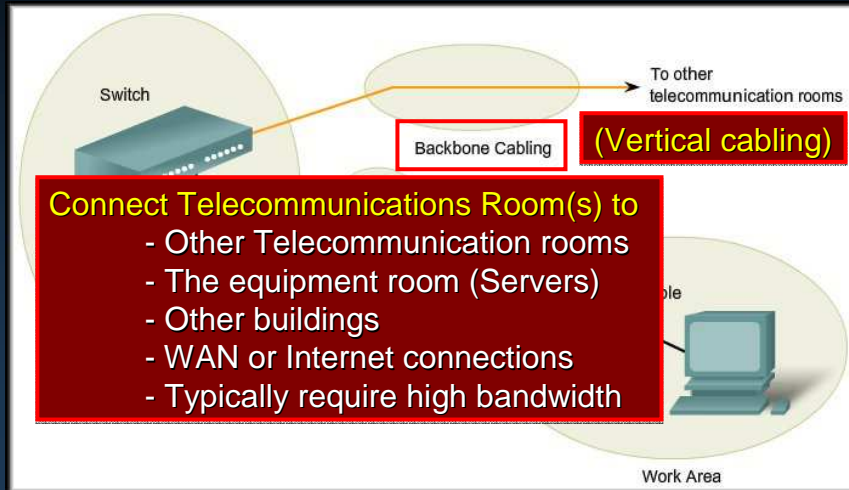 Switch
To other
telecommunication rooms
Backbone Cabling
(Vertical cabling)
Connect Telecommunications Room(s) to
- Other Telecommunication rooms
- The equipment room (Servers)
- Other buildings
- WAN or Internet connections
- Typically require high bandwidth
Work Area